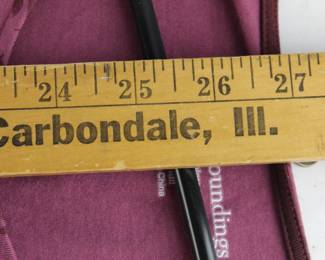 24 25 26 27
Carbondale, Ill.
oundings
China